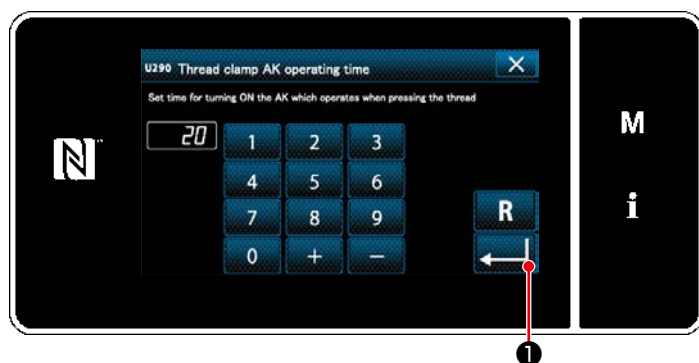 U290 Thread clamp AK operating time
Set time for turning ON the AK which operates when pressing the thread
20
1 2 3
4 5 6
7 8 9
R
0 + −
M
i
N
❶